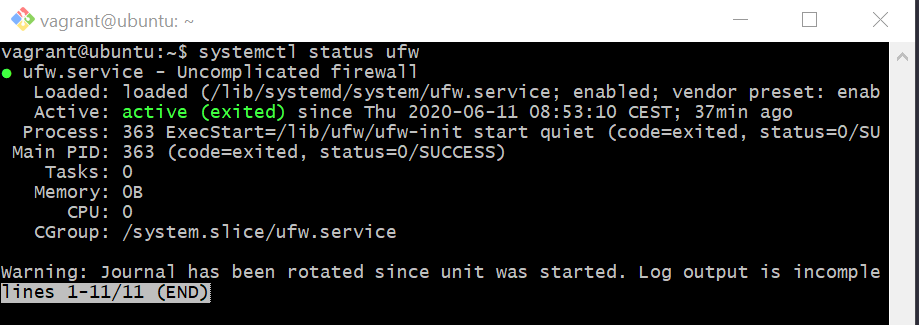 vagrant@ubuntu: ~
vagrant@ubuntu:~$ systemctl status ufw
● ufw.service - Uncomplicated firewall
   Loaded: loaded (/lib/systemd/system/ufw.service; enabled; vendor preset: enab
   Active: active (exited) since Thu 2020-06-11 08:53:10 CEST; 37min ago
  Process: 363 ExecStart=/lib/ufw/ufw-init start quiet (code=exited, status=0/SU
 Main PID: 363 (code=exited, status=0/SUCCESS)
    Tasks: 0
   Memory: 0B
      CPU: 0
   CGroup: /system.slice/ufw.service

Warning: Journal has been rotated since unit was started. Log output is incomple
lines 1-11/11 (END)